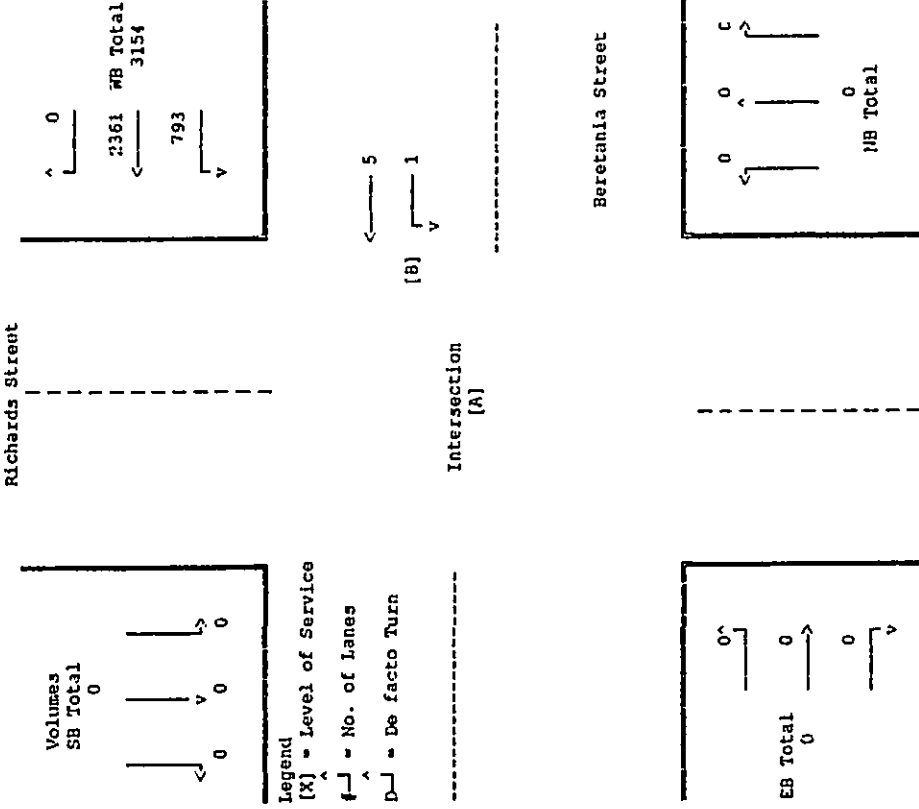 Richards Street
Volumes
SB Total
0
0 0 0
0
2361 WB Total
3154
793
Legend
[X] = Level of Service
= No. of Lanes
D = De facto Turn
5
[B] 1
Intersection
[A]
Beretania Street
0
EB Total 0
0
0
0 0 C
0
NB Total